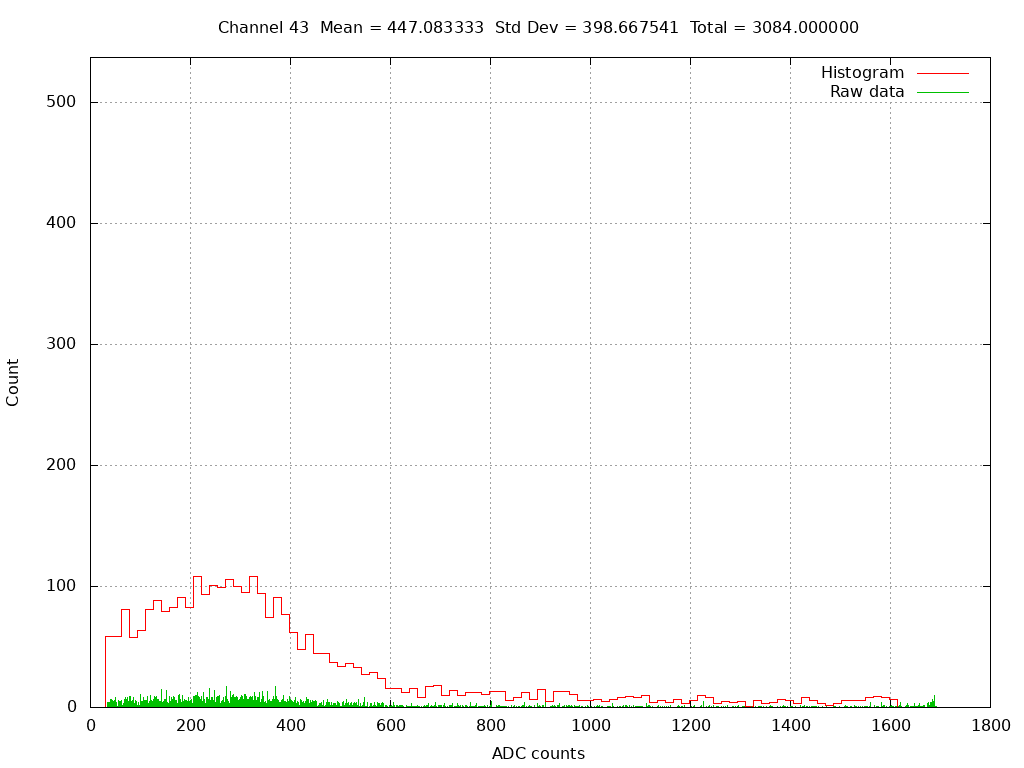 Channel 43  Mean = 447.083333  Std Dev = 398.667541  Total = 3084.000000
Histogram
Raw data
500
400
300
200
100
0
Count
0 200 400 600 800 1000 1200 1400 1600 1800
ADC counts